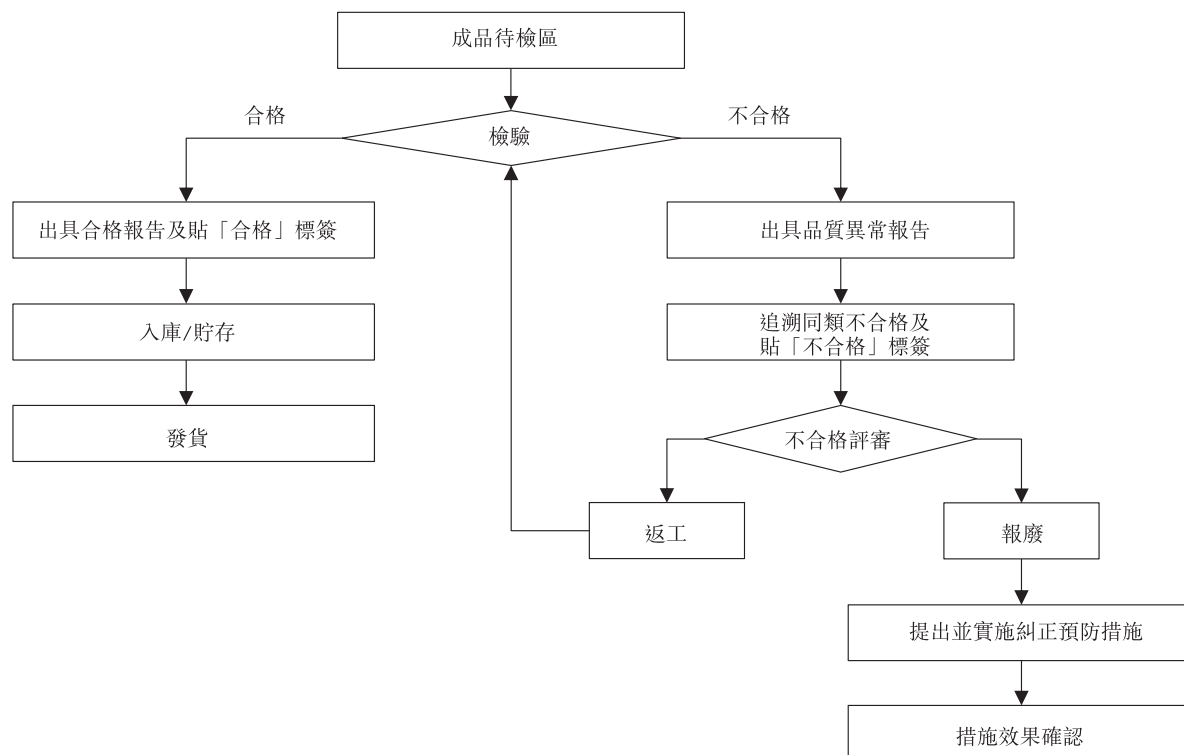 成品待檢區
合格
不合格
檢驗
出具合格報告及貼「合格」標簽
出具品質異常報告
入庫/貯存
追溯同類不合格及
貼「不合格」標簽
發貨
不合格評審
返工
報廢
提出並實施糾正預防措施
措施效果確認